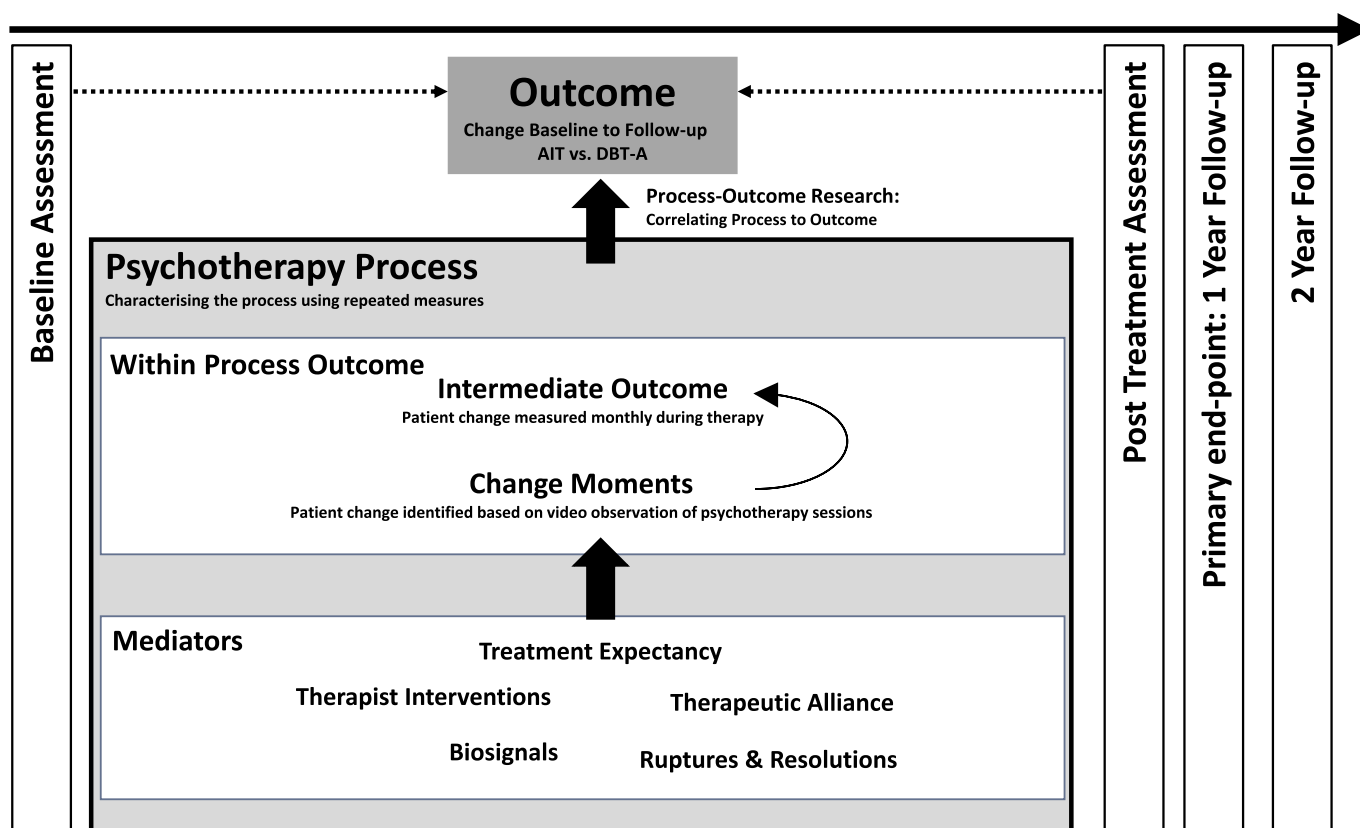 Baseline Assessment
Outcome
Change Baseline to Follow-up
AIT vs. DBT-A
Process-Outcome Research:
Correlating Process to Outcome
Psychotherapy Process
Characterising the process using repeated measures
Within Process Outcome
Intermediate Outcome
Patient change measured monthly during therapy
Change Moments
Patient change identified based on video observation of psychotherapy sessions
Mediators
Treatment Expectancy
Therapist Interventions
Therapeutic Alliance
Biosignals
Ruptures & Resolutions
Post Treatment Assessment
Primary end-point: 1 Year Follow-up
2 Year Follow-up